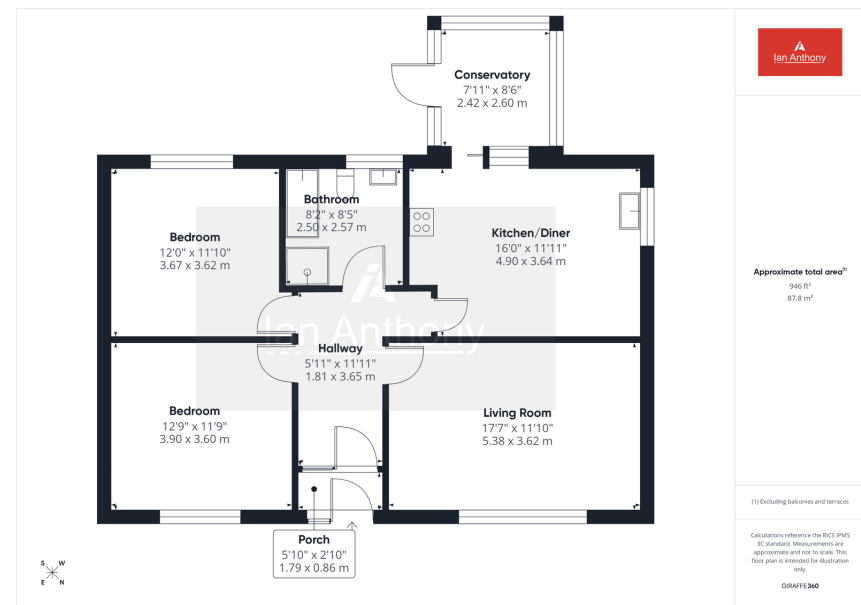 Conservatory
7'11" x 8'6"
2.42 x 2.60 m
Bathroom
8'2" x 8'5"
2.50 x 2.57 m
Bedroom
12'0" x 11'10"
3.67 x 3.62 m
Kitchen/Diner
16'0" x 11'11"
4.90 x 3.64 m
Ian Anthony
Hallway
5'11" x 11'11"
1.81 x 3.65 m
Bedroom
12'9" x 11'9"
3.90 x 3.60 m
Living Room
17'7" x 11'10"
5.38 x 3.62 m
Porch
5'10" x 2'10"
1.79 x 0.86 m
S W
E N
Ian Anthony
Approximate total area(1)
946 ft²
87.8 m²
(1) Excluding balconies and terraces
Calculations reference the RICS IPMS
3C standard. Measurements are
approximate and not to scale. This
floor plan is intended for illustration
only.
GIRAFFE360